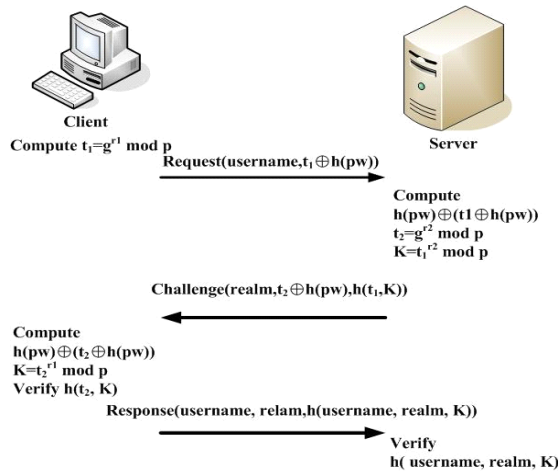 Client
Compute t₁=g^r1 mod p
Server
Request(username,t₁⊕h(pw))
Compute
h(pw)⊕(t1⊕h(pw))
t₂=g^r2 mod p
K=t₁^r2 mod p
Challenge(realm,t₂⊕h(pw),h(t₁,K))
Compute
h(pw)⊕(t₂⊕h(pw))
K=t₂^r1 mod p
Verify h(t₂, K)
Response(username, relam,h(username, realm, K))
Verify
h( username, realm, K)